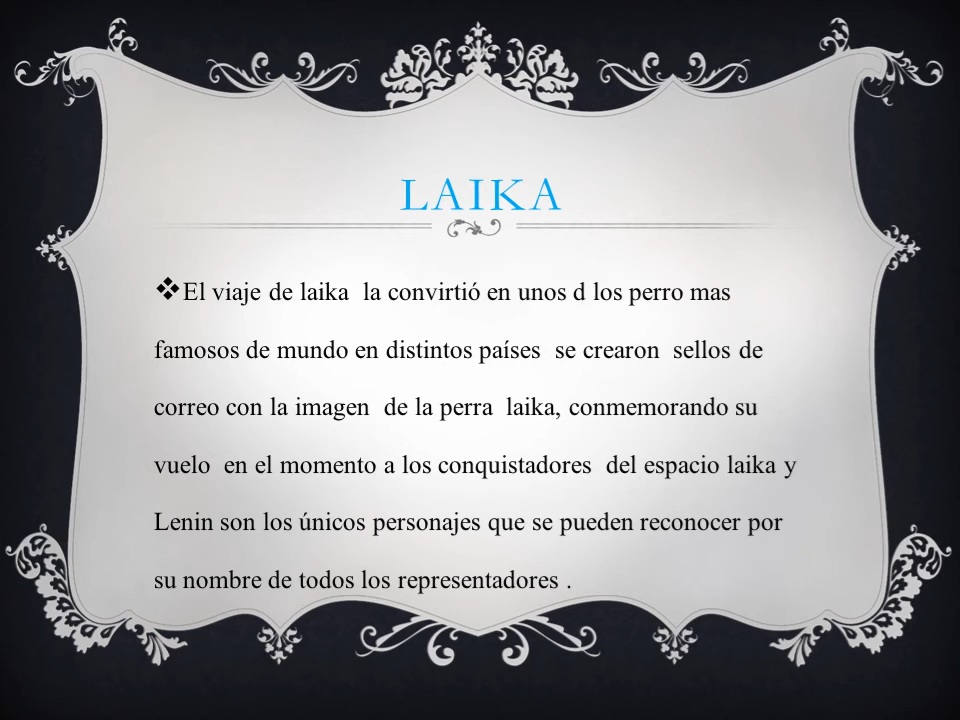 LAIKA
❖El viaje de laika  la convirtió en unos d los perro mas
famosos de mundo en distintos países  se crearon  sellos de
correo con la imagen  de la perra  laika, conmemorando su
vuelo  en el momento a los conquistadores  del espacio laika y
Lenin son los únicos personajes que se pueden reconocer por
su nombre de todos los representadores .